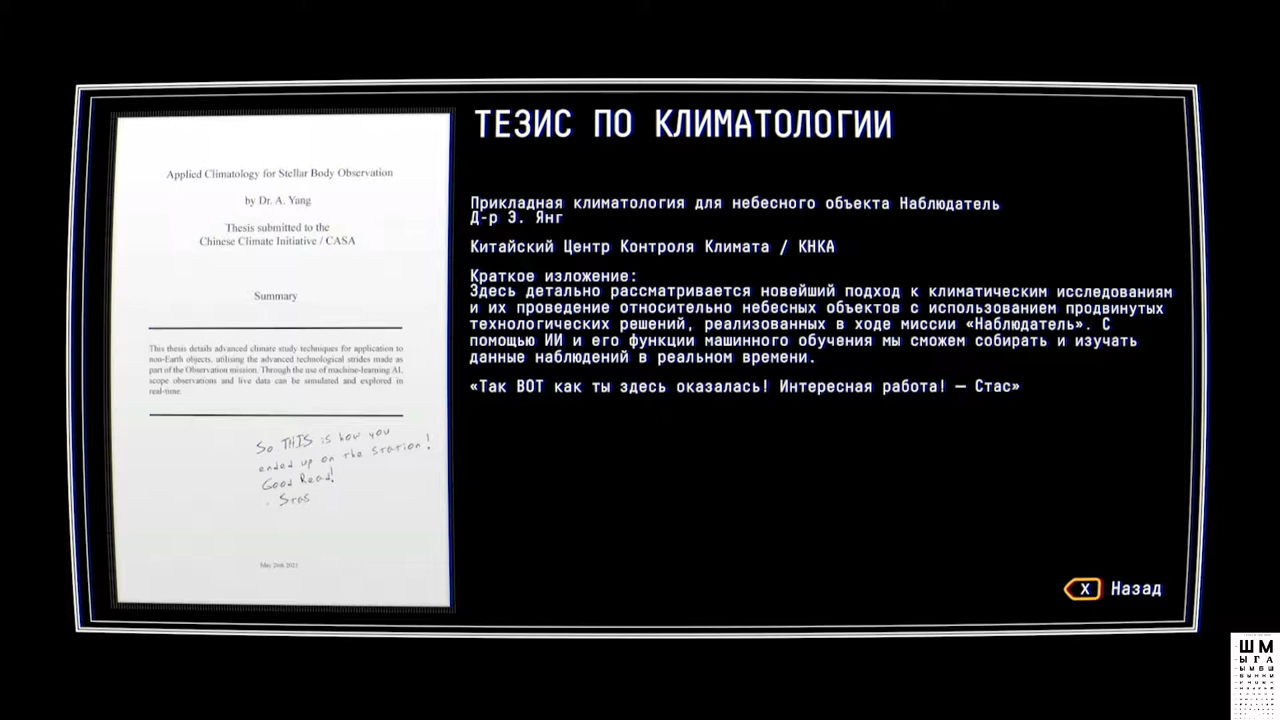 Applied Climatology for Stellar Body Observation
by Dr. A. Yang
Thesis submitted to the
Chinese Climate Initiative / CASA
Summary
This thesis details advanced climate study techniques for application to
non-Earth objects, utilising the advanced technological strides made as
part of the Observation mission. Through the use of machine-learning AI,
scope observations and live data can be simulated and explored in
real-time.
So THIS is how you
ended up on the station!
Good Read!
- Stas
ТЕЗИС ПО КЛИМАТОЛОГИИ
Прикладная климатология для небесного объекта Наблюдатель
Д-р Э. Янг
Китайский Центр Контроля Климата / КНКА
Краткое изложение:
Здесь детально рассматривается новейший подход к климатическим исследованиям
и их проведение относительно небесных объектов с использованием продвинутых
технологических решений, реализованных в ходе миссии «Наблюдатель». С
помощью ИИ и его функции машинного обучения мы сможем собирать и изучать
данные наблюдений в реальном времени.
«Так ВОТ как ты здесь оказалась! Интересная работа! — Стас»
X Назад
Ш М
Ы Г А